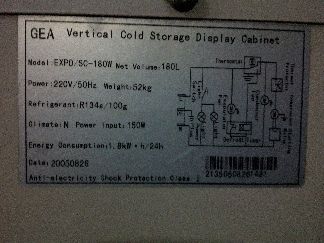 GEA Vertical Cold Storage Display Cabinet
Model:EXPO/SC-180W Net Volume:180L
Power:220V/50Hz Weight:52kg
Refrigerant:R134a/100g
Climate:N Power input:150W
Energy Consumption:1.8kW·h/24h
Date:20050826
Anti-electricity Shock Protection Class I
Thermostat
Lamp